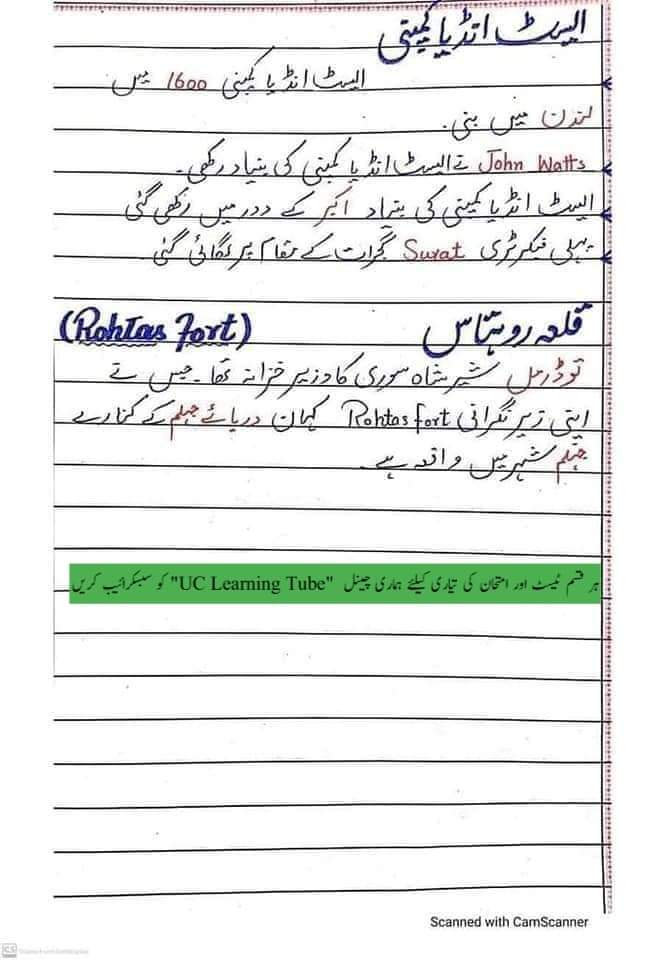 ایسٹ انڈیا کمپنی
ایسٹ انڈیا کمپنی 1600 میں
لندن میں بنی۔
John Watts نے ایسٹ انڈیا کمپنی کی بنیاد رکھی۔
ایسٹ انڈیا کمپنی کی بنیاد اکبر کے دور میں رکھی گئی
پہلی فیکٹری Surat گجرات کے مقام پر لگائی گئی
قلعہ روہتاس (Rohtas Fort)
توڈرمل شیر شاہ سوری کا وزیر خزانہ تھا۔ جس نے
اپنی زیر نگرانی Rohtas fort دریائے جہلم کے کنارے
جہلم شہر میں واقعہ ہے۔
ہر قسم ٹیسٹ اور امتحان کی تیاری کیلئے ہماری چینل "UC Learning Tube" کو سبسکرائیب کریں
Scanned with CamScanner
CS